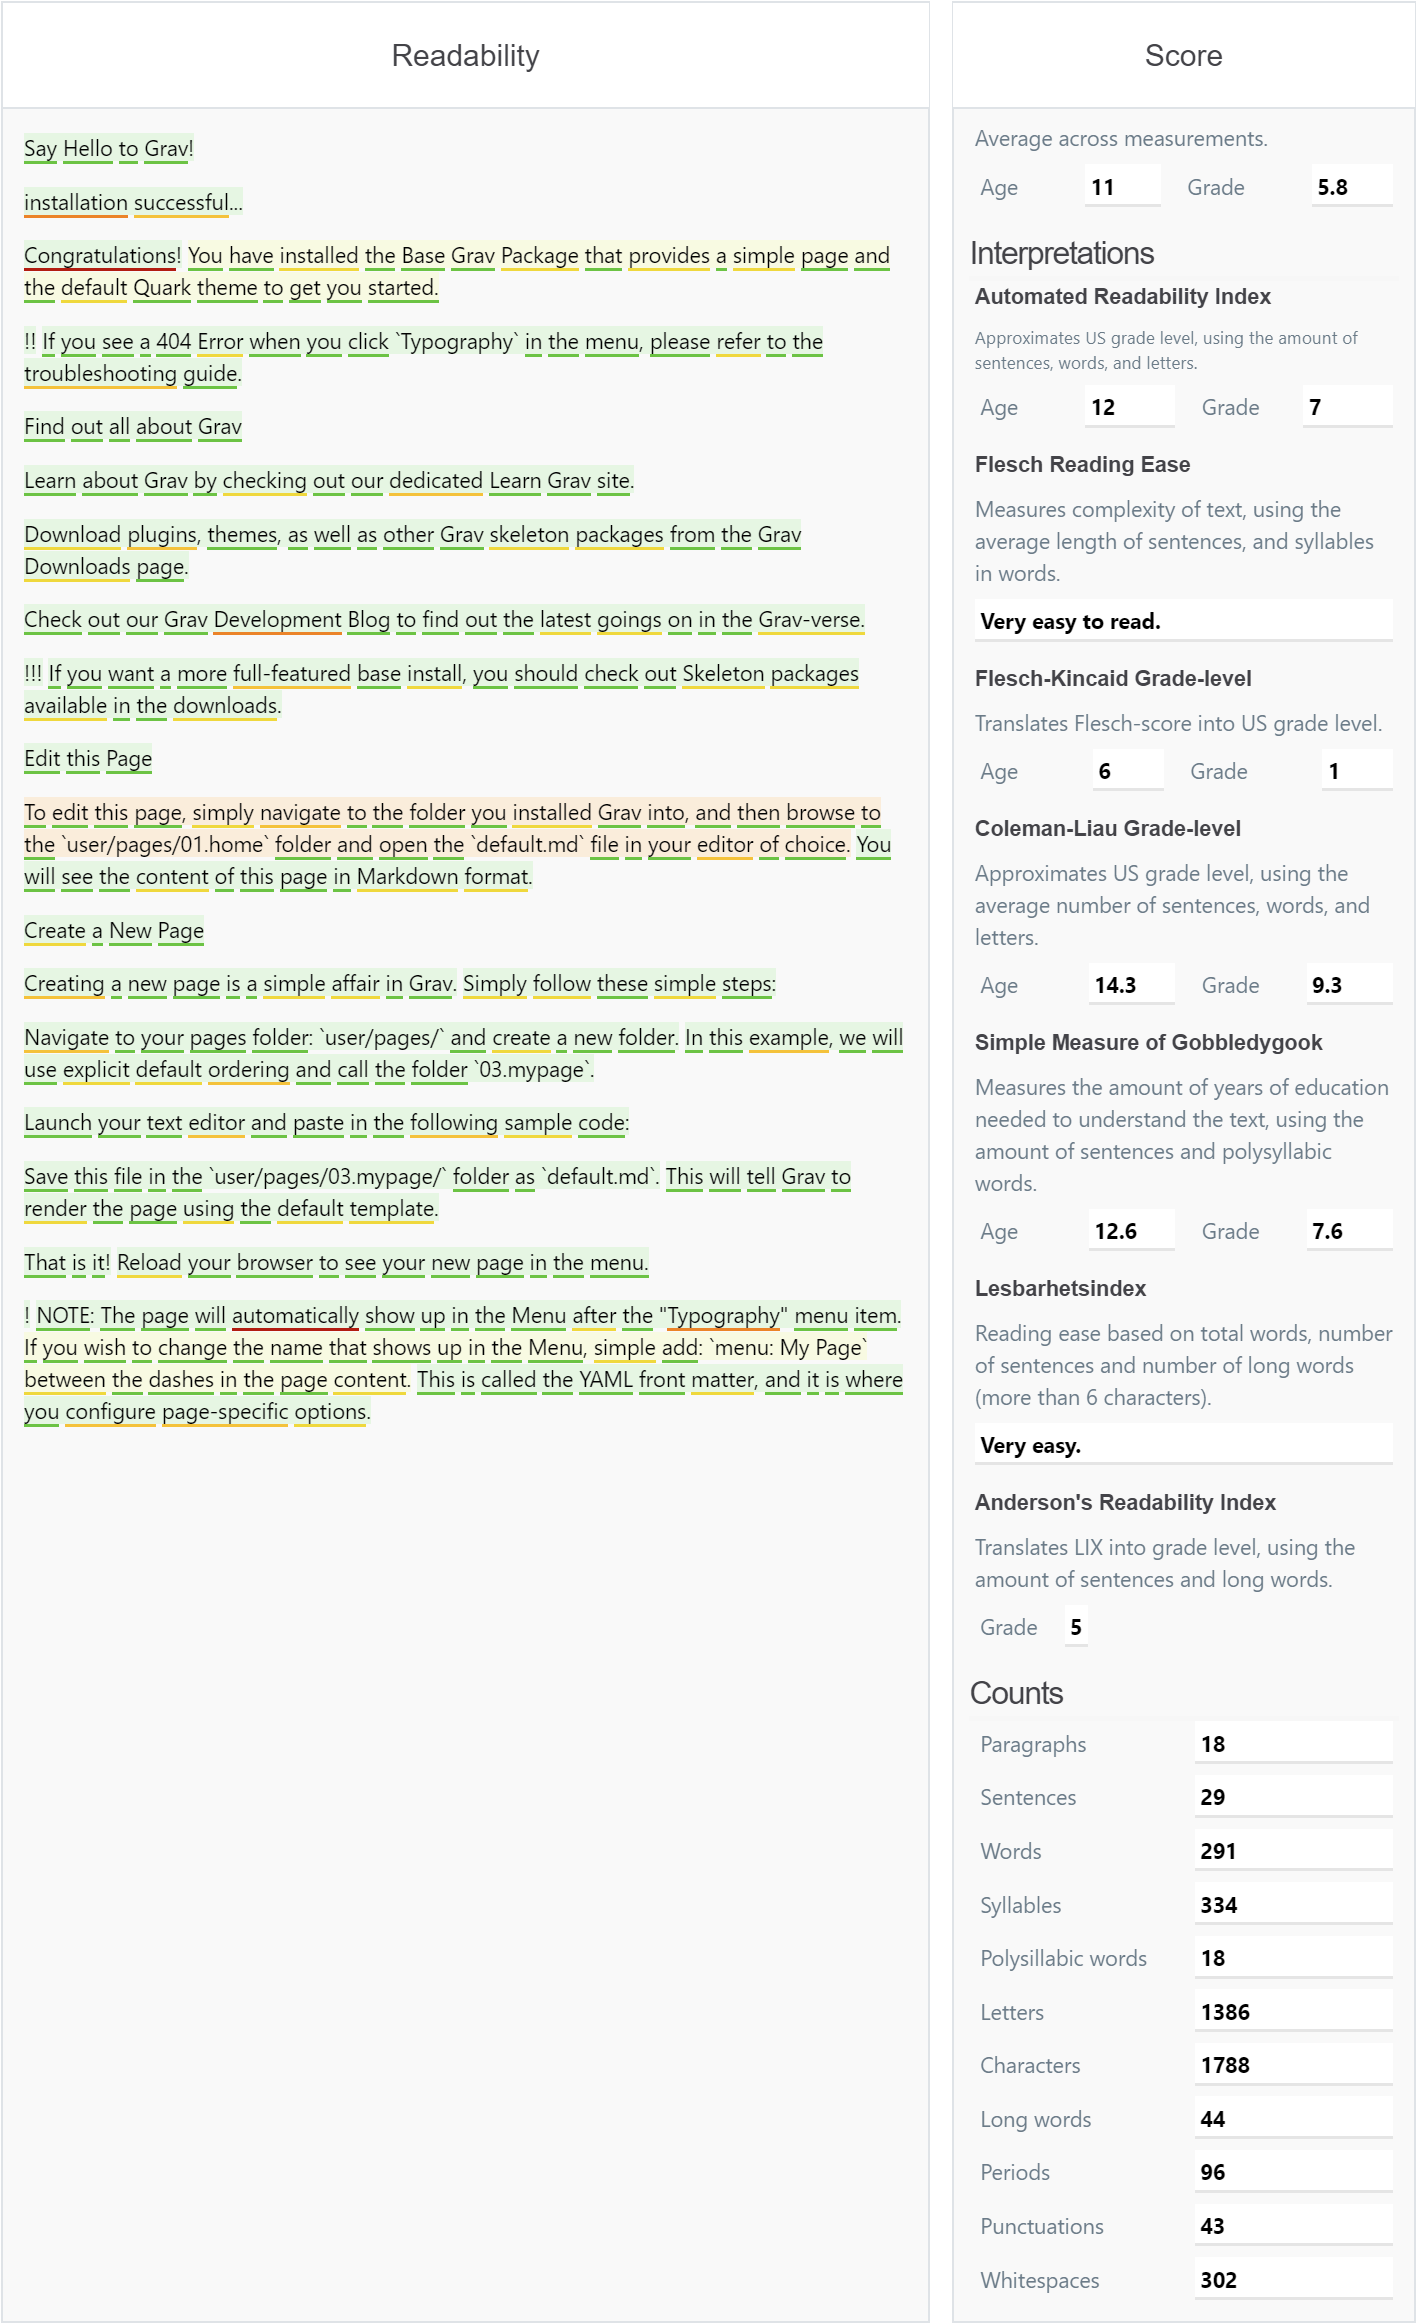 Readability
Say Hello to Grav!
installation successful...
Congratulations! You have installed the Base Grav Package that provides a simple page and
the default Quark theme to get you started.
!! If you see a 404 Error when you click `Typography` in the menu, please refer to the
troubleshooting guide.
Find out all about Grav
Learn about Grav by checking out our dedicated Learn Grav site.
Download plugins, themes, as well as other Grav skeleton packages from the Grav
Downloads page.
Check out our Grav Development Blog to find out the latest goings on in the Grav-verse.
!!! If you want a more full-featured base install, you should check out Skeleton packages
available in the downloads.
Edit this Page
To edit this page, simply navigate to the folder you installed Grav into, and then browse to
the `user/pages/01.home` folder and open the `default.md` file in your editor of choice. You
will see the content of this page in Markdown format.
Create a New Page
Creating a new page is a simple affair in Grav. Simply follow these simple steps:
Navigate to your pages folder: `user/pages/` and create a new folder. In this example, we will
use explicit default ordering and call the folder `03.mypage`.
Launch your text editor and paste in the following sample code:
Save this file in the `user/pages/03.mypage/` folder as `default.md`. This will tell Grav to
render the page using the default template.
That is it! Reload your browser to see your new page in the menu.
! NOTE: The page will automatically show up in the Menu after the "Typography" menu item.
If you wish to change the name that shows up in the Menu, simple add: `menu: My Page`
between the dashes in the page content. This is called the YAML front matter, and it is where
you configure page-specific options.
Score
Average across measurements.
Age 11 Grade 5.8
Interpretations
Automated Readability Index
Approximates US grade level, using the amount of
sentences, words, and letters.
Age 12 Grade 7
Flesch Reading Ease
Measures complexity of text, using the
average length of sentences, and syllables
in words.
Very easy to read.
Flesch-Kincaid Grade-level
Translates Flesch-score into US grade level.
Age 6 Grade 1
Coleman-Liau Grade-level
Approximates US grade level, using the
average number of sentences, words, and
letters.
Age 14.3 Grade 9.3
Simple Measure of Gobbledygook
Measures the amount of years of education
needed to understand the text, using the
amount of sentences and polysyllabic
words.
Age 12.6 Grade 7.6
Lesbarhetsindex
Reading ease based on total words, number
of sentences and number of long words
(more than 6 characters).
Very easy.
Anderson's Readability Index
Translates LIX into grade level, using the
amount of sentences and long words.
Grade 5
Counts
Paragraphs 18
Sentences 29
Words 291
Syllables 334
Polysillabic words 18
Letters 1386
Characters 1788
Long words 44
Periods 96
Punctuations 43
Whitespaces 302